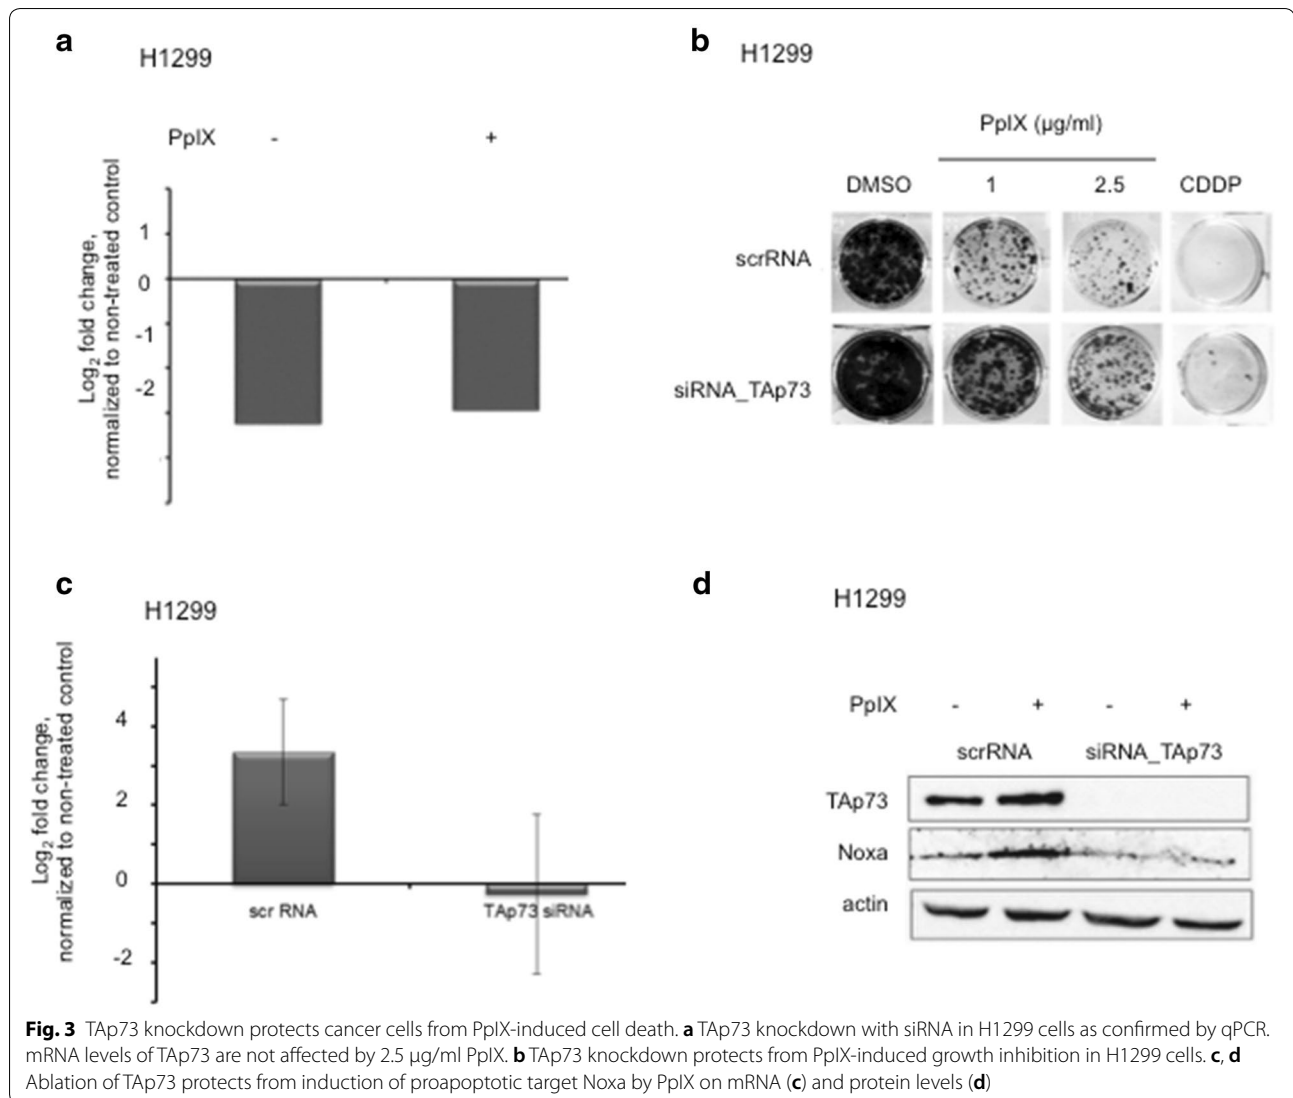 a
H1299
PpIX - +
Log2 fold change,
normalized to non-treated control
1
0
-1
-2
b
H1299
PpIX (µg/ml)
DMSO 1 2.5 CDDP
scrRNA
siRNA_TAp73
c
H1299
Log2 fold change,
normalized to non-treated control
4
2
0
-2
scr RNA TAp73 siRNA
d
H1299
PpIX - + - +
scrRNA siRNA_TAp73
TAp73
Noxa
actin
Fig. 3 TAp73 knockdown protects cancer cells from PpIX-induced cell death. a TAp73 knockdown with siRNA in H1299 cells as confirmed by qPCR.
mRNA levels of TAp73 are not affected by 2.5 µg/ml PpIX. b TAp73 knockdown protects from PpIX-induced growth inhibition in H1299 cells. c, d
Ablation of TAp73 protects from induction of proapoptotic target Noxa by PpIX on mRNA (c) and protein levels (d)